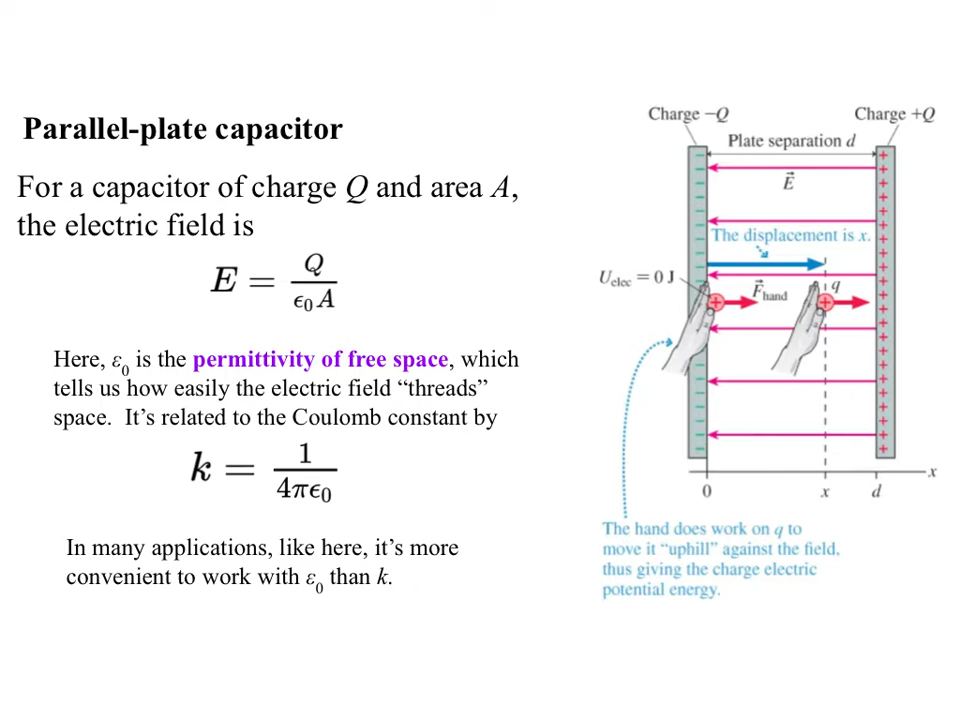 Parallel-plate capacitor
For a capacitor of charge Q and area A,
the electric field is
E = Q / ϵ0 A
Here, ε0 is the permittivity of free space, which
tells us how easily the electric field “threads”
space. It’s related to the Coulomb constant by
k = 1 / 4πϵ0
In many applications, like here, it’s more
convenient to work with ε0 than k.
Charge −Q
Charge +Q
Plate separation d
E⃗
The displacement is x.
Uelec = 0 J
F⃗hand
q
0
x
d
x
The hand does work on q to
move it “uphill” against the field,
thus giving the charge electric
potential energy.